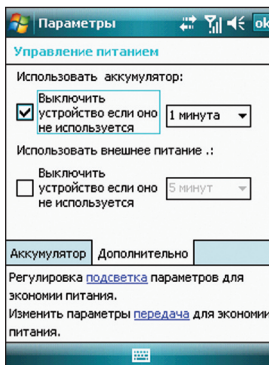 Параметры ok
Управление питанием
Использовать аккумулятор:
Выключить
устройство если оно
не используется
1 минута
Использовать внешнее питание .:
Выключить
устройство если оно
не используется
5 минут
Аккумулятор Дополнительно
Регулировка подсветка параметров для
экономии питания.
Изменить параметры передача для экономии
питания.